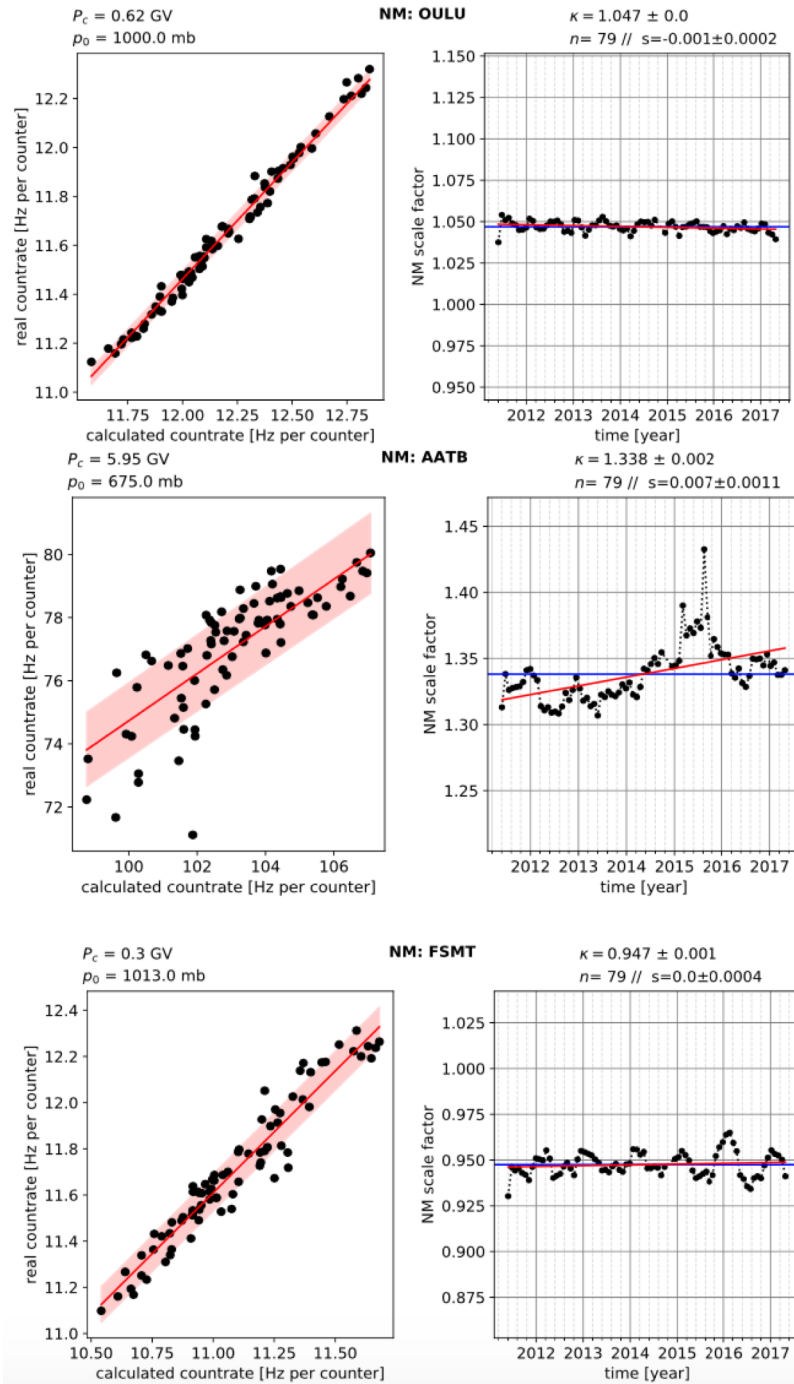 P_c = 0.62 GV
NM: OULU
κ = 1.047 ± 0.0
p_0 = 1000.0 mb
n= 79 // s=-0.001±0.0002
real countrate [Hz per counter]
12.2
12.0
11.8
11.6
11.4
11.2
11.0
11.75 12.00 12.25 12.50 12.75
calculated countrate [Hz per counter]
NM scale factor
1.150
1.125
1.100
1.075
1.050
1.025
1.000
0.975
0.950
2012 2013 2014 2015 2016 2017
time [year]
P_c = 5.95 GV
NM: AATB
κ = 1.338 ± 0.002
p_0 = 675.0 mb
n= 79 // s=0.007±0.0011
real countrate [Hz per counter]
80
78
76
74
72
100 102 104 106
calculated countrate [Hz per counter]
NM scale factor
1.45
1.40
1.35
1.30
1.25
2012 2013 2014 2015 2016 2017
time [year]
P_c = 0.3 GV
NM: FSMT
κ = 0.947 ± 0.001
p_0 = 1013.0 mb
n= 79 // s=0.0±0.0004
real countrate [Hz per counter]
12.4
12.2
12.0
11.8
11.6
11.4
11.2
11.0
10.50 10.75 11.00 11.25 11.50
calculated countrate [Hz per counter]
NM scale factor
1.025
1.000
0.975
0.950
0.925
0.900
0.875
2012 2013 2014 2015 2016 2017
time [year]